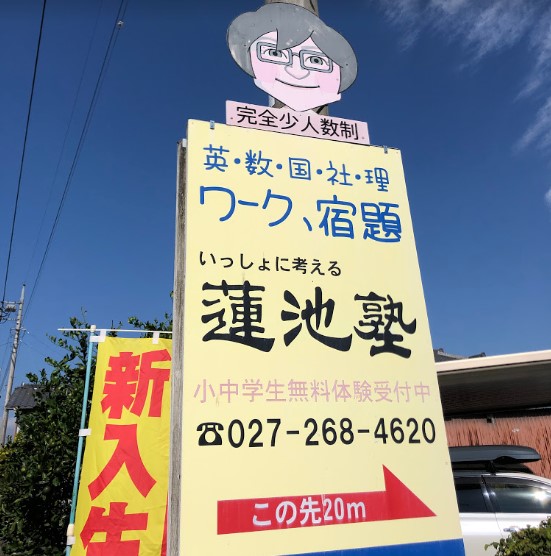 完全少人数制
英・数・国・社・理
ワーク、宿題
いっしょに考える
蓮池塾
小中学生無料体験受付中
☎027-268-4620
この先20m
新入生